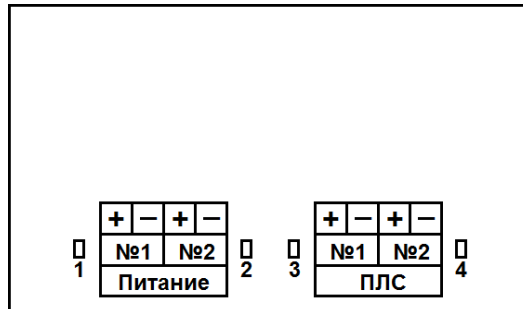 + − + − + − + −
№1 №2 №1 №2
1 2 3 4
Питание ПЛС